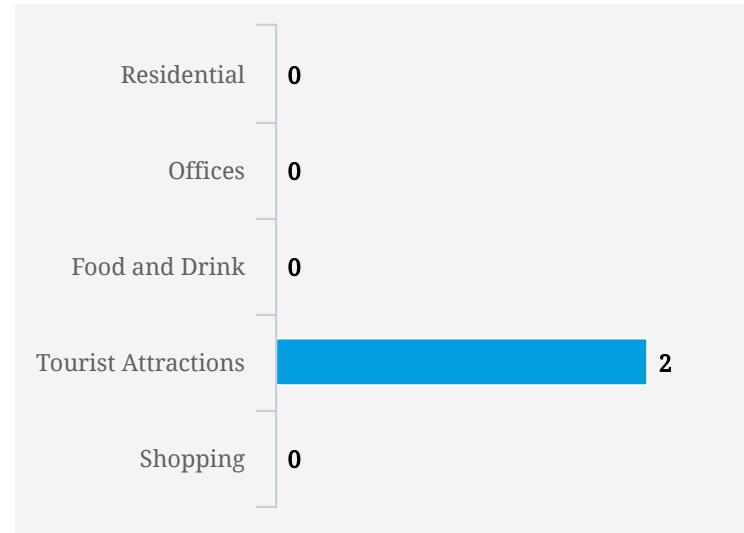 Residential 0
Offices 0
Food and Drink 0
Tourist Attractions 2
Shopping 0